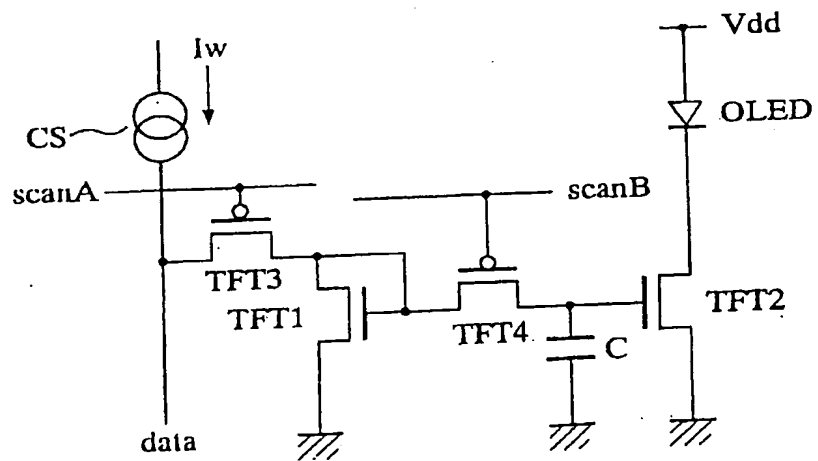 Iw
Vdd
CS
OLED
scanA
scanB
TFT3
TFT1
TFT4
C
TFT2
data